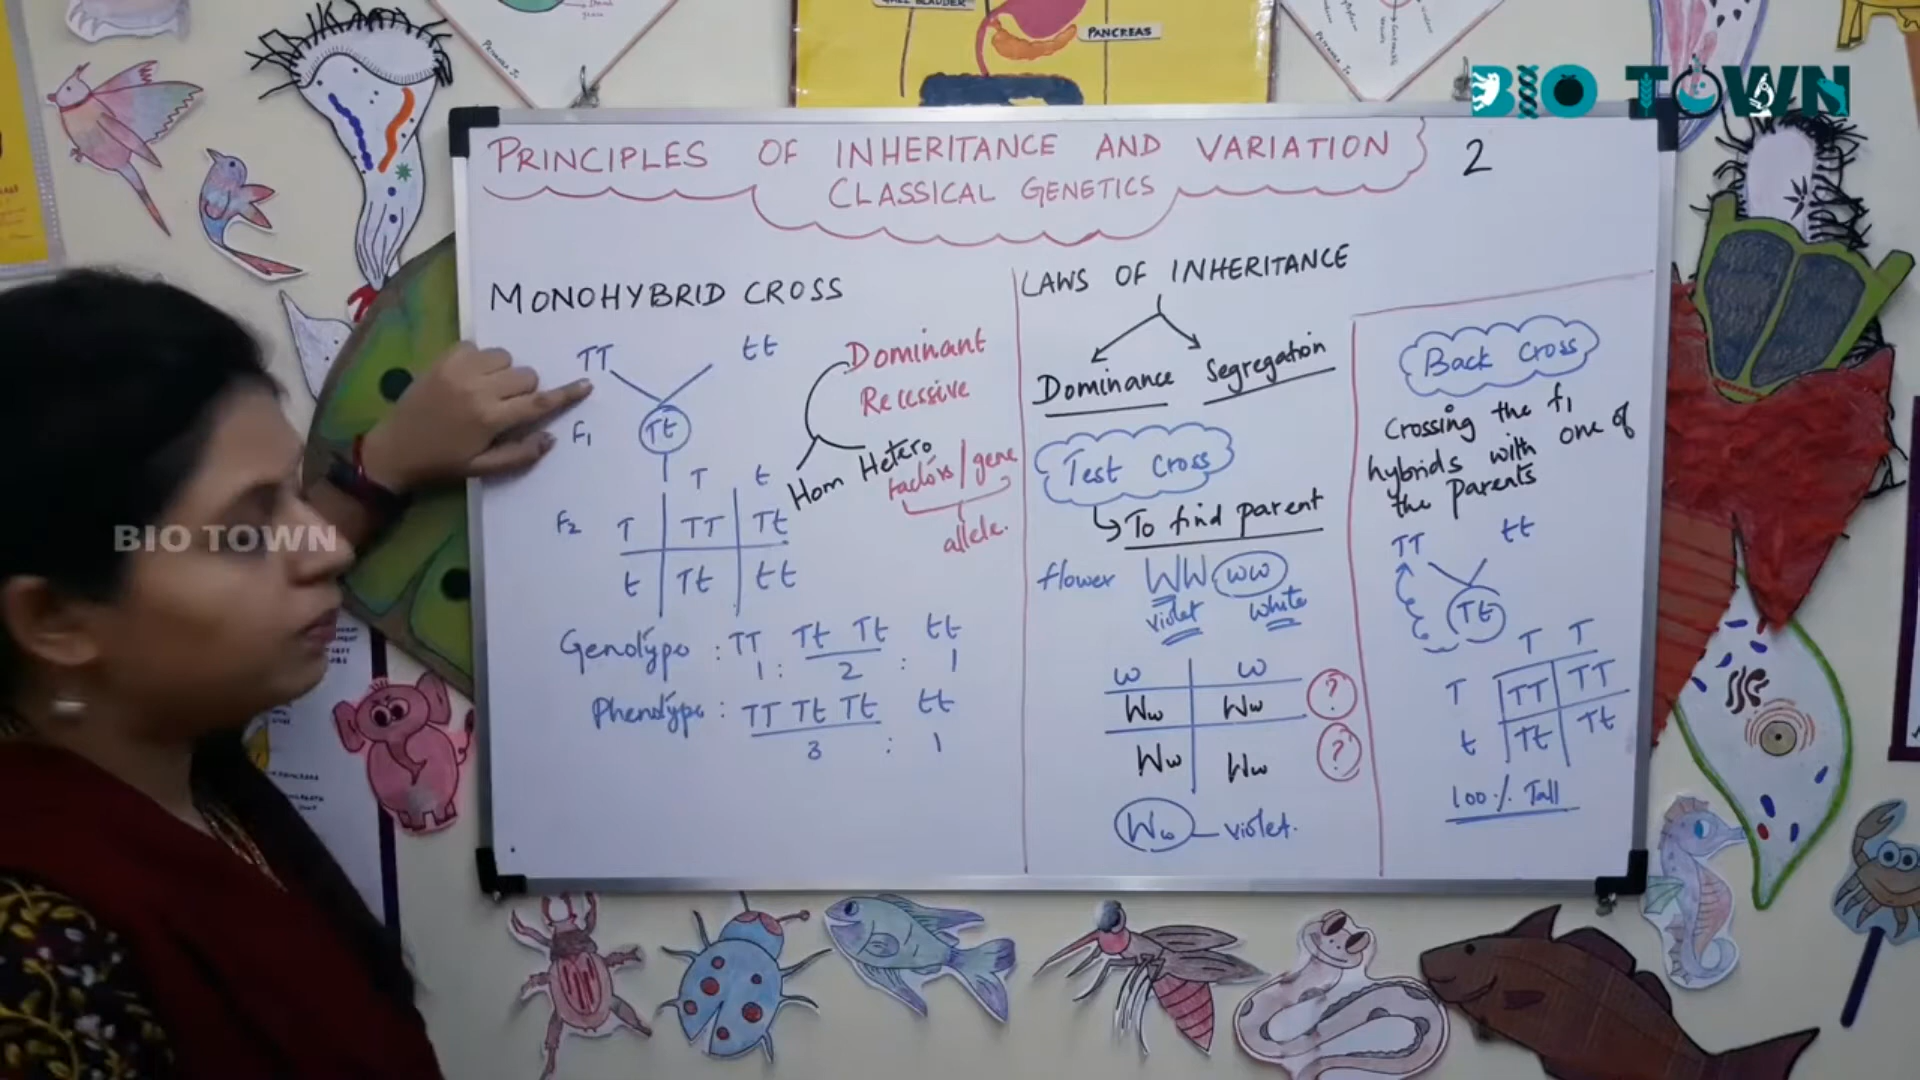 GALL BLADDER
PANCREAS
BIO TOWN
PRINCIPLES OF INHERITANCE AND VARIATION
CLASSICAL GENETICS
2
MONOHYBRID CROSS
TT tt
F1 Tt
T t
F2 T TT Tt
t Tt tt
Genotype : TT Tt Tt tt
1 : 2 : 1
Phenotype : TT Tt Tt tt
3 : 1
Dominant
Recessive
Hom Hetero
factors/gene
allele.
LAWS OF INHERITANCE
Dominance Segregation
Test Cross
To find parent
flower WW ww
violet white
w w
Ww Ww ?
Ww Ww ?
Ww violet.
Back Cross
Crossing the f1
hybrids with one of
the parents
TT tt
Tt
T T
T TT TT
t Tt Tt
100% Tall
BIO TOWN